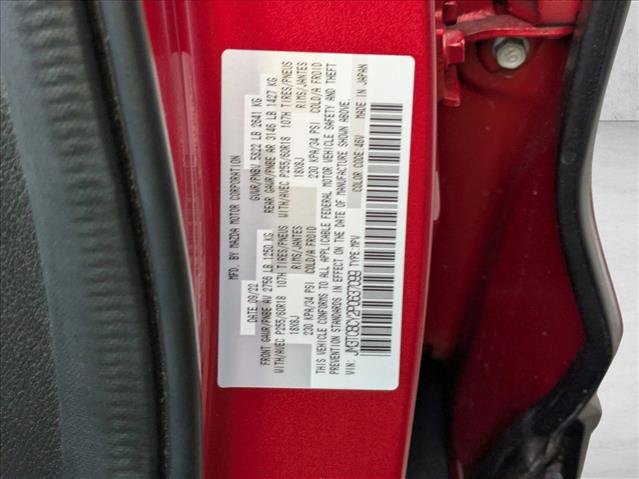 MFD. BY MAZDA MOTOR CORPORATION
DATE: 09/22 GVWR/PNBV 5822 LB 2641 KG
FRONT GAWR/PNBE AV 2756 LB 1250 KG REAR GAWR/PNBE AR 3146 LB 1427 KG
WITH/AVEC P255/60R18 107H TIRES/PNEUS WITH/AVEC P255/60R18 107H TIRES/PNEUS
18X8J RIMS/JANTES 18X8J RIMS/JANTES
230 KPA/34 PSI COLD/A FROID 230 KPA/34 PSI COLD/A FROID
THIS VEHICLE CONFORMS TO ALL APPLICABLE FEDERAL MOTOR VEHICLE SAFETY AND THEFT
PREVENTION STANDARDS IN EFFECT ON THE DATE OF MANUFACTURE SHOWN ABOVE.
VIN: JM3TCBCY2P0637099 TYPE:MPV COLOR CODE:46V MADE IN JAPAN